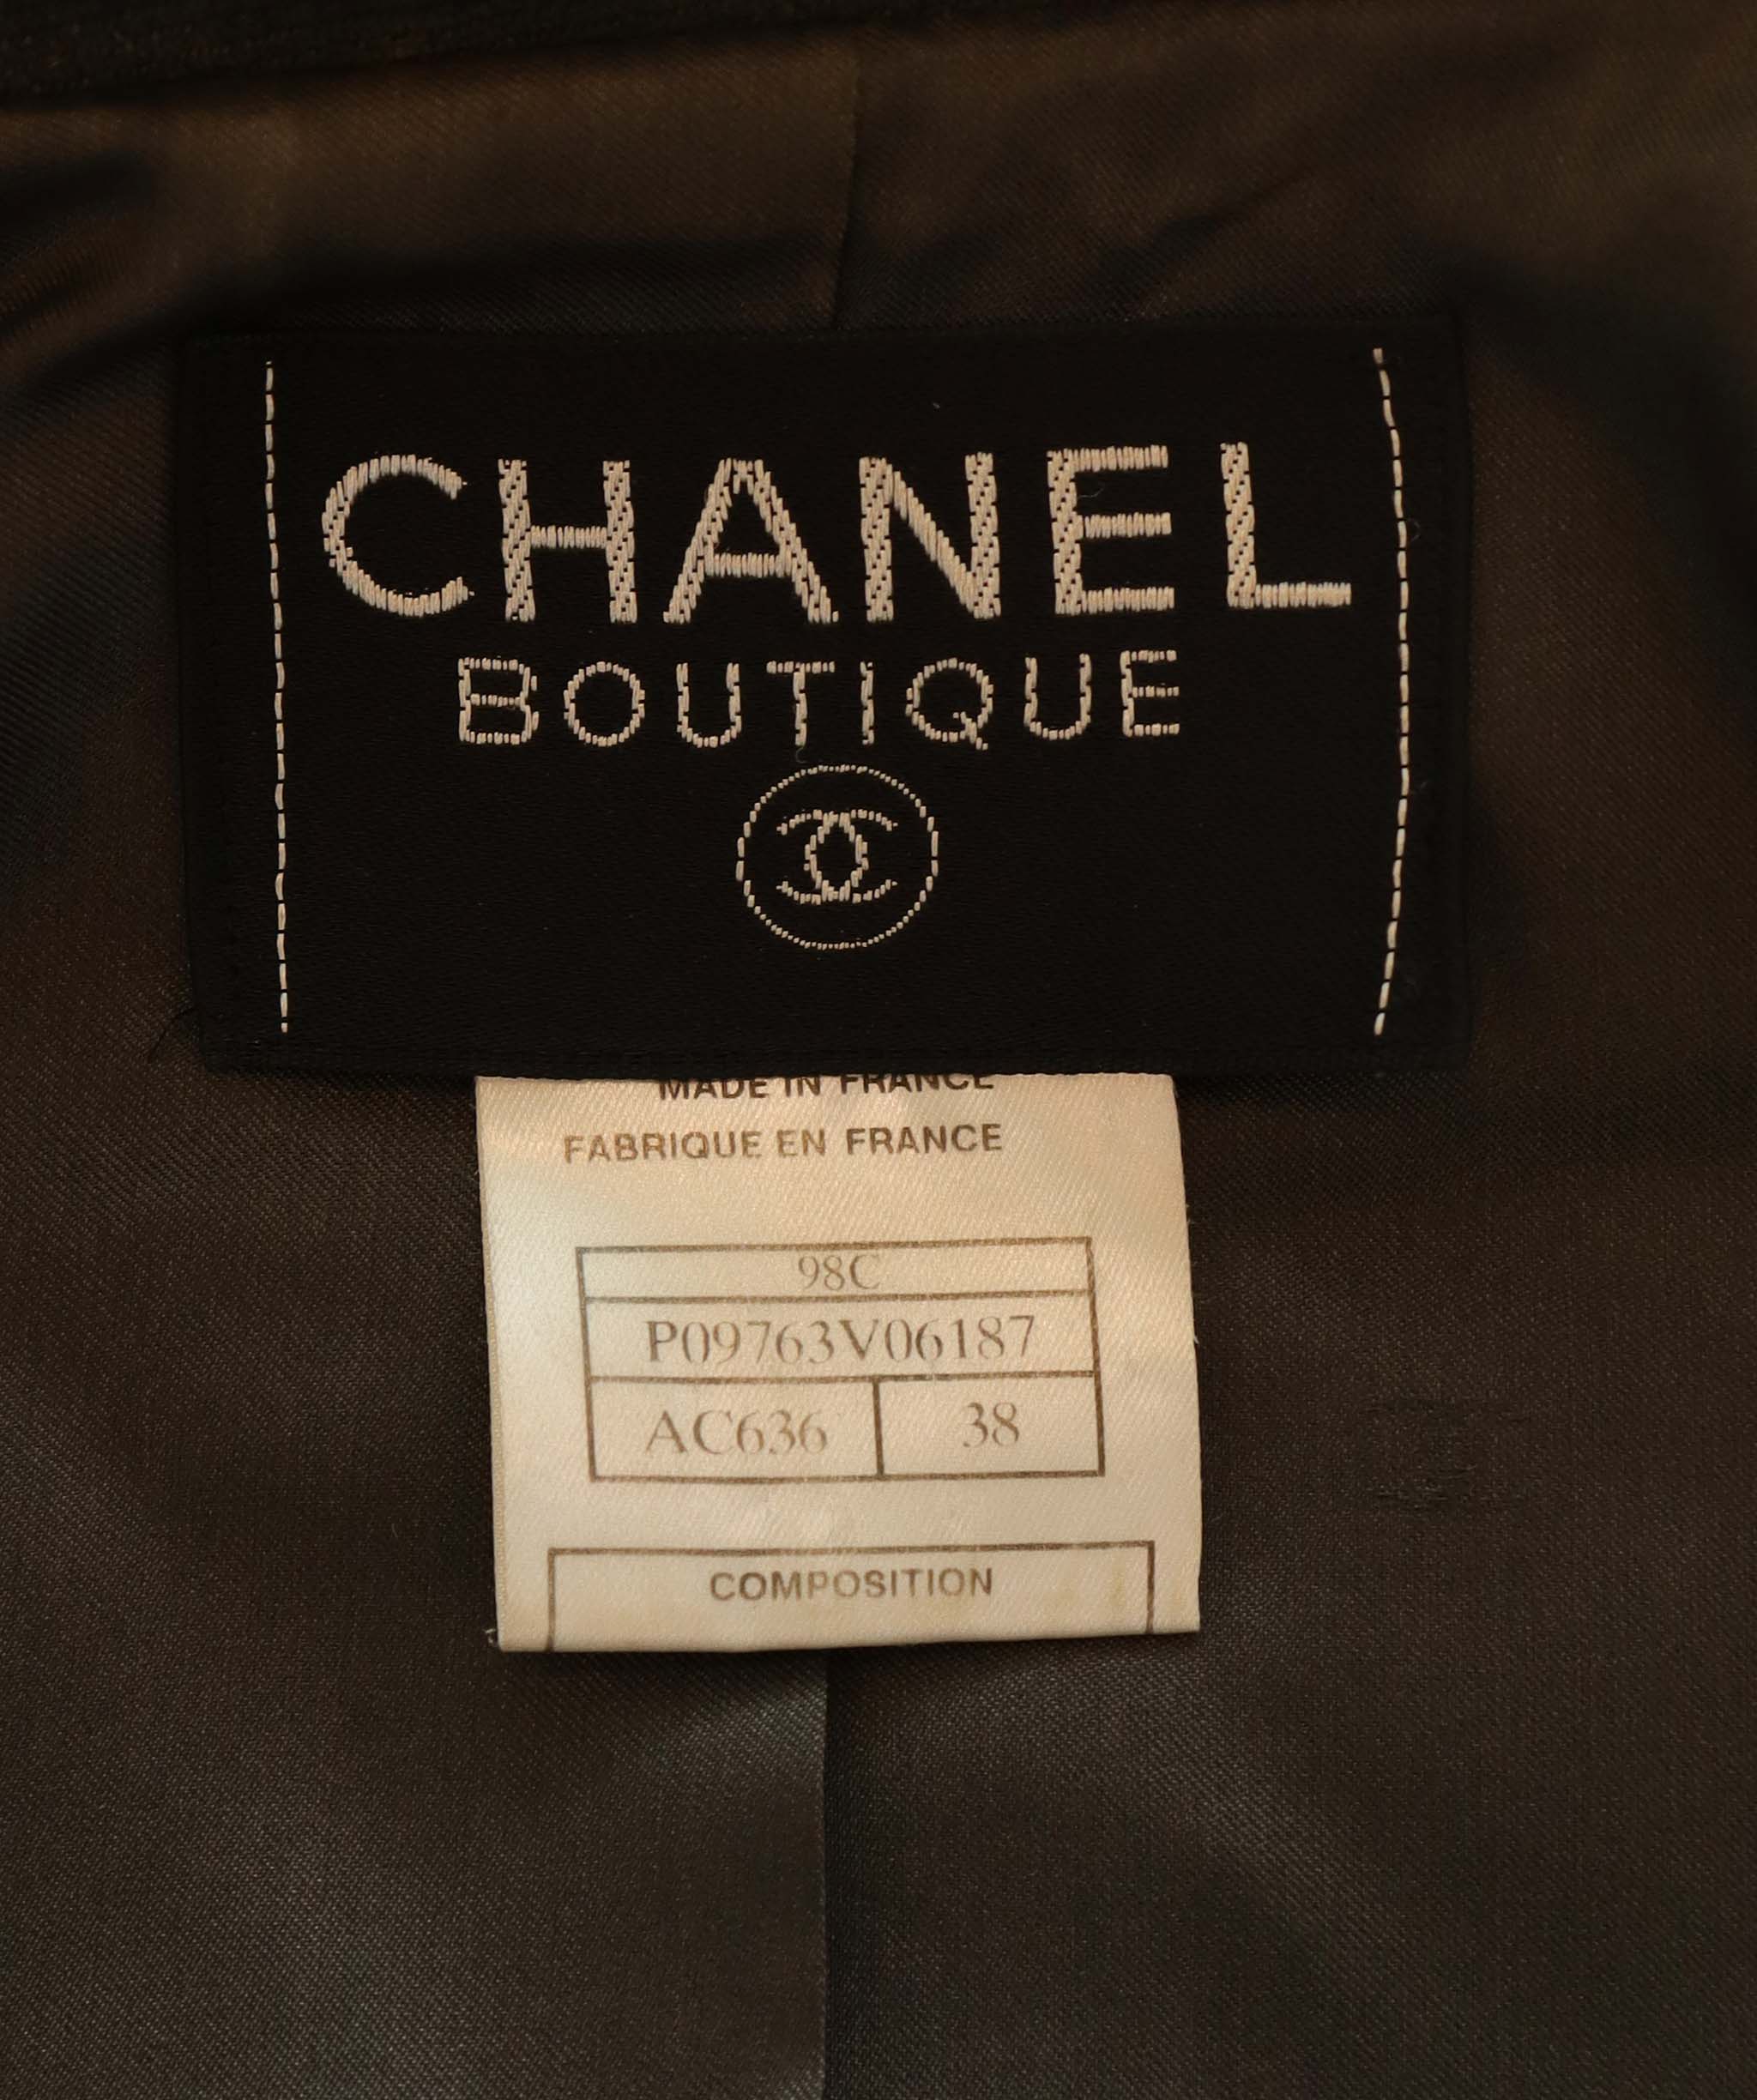 CHANEL
BOUTIQUE
MADE IN FRANCE
FABRIQUE EN FRANCE
98C
P09763V06187
AC636 38
COMPOSITION